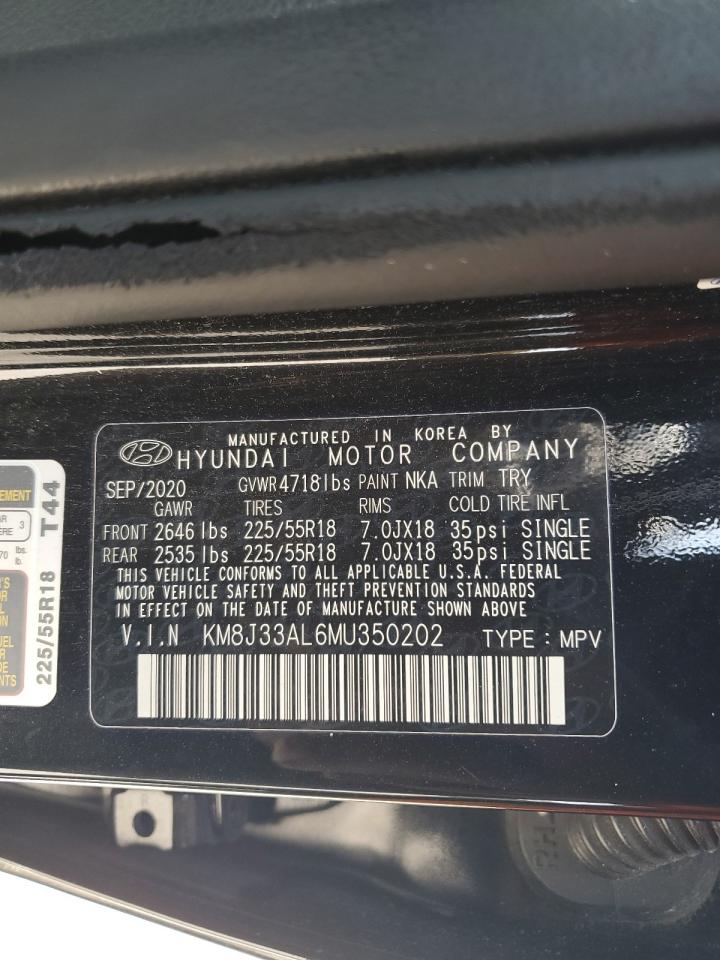 MANUFACTURED IN KOREA BY
HYUNDAI MOTOR COMPANY
SEP/2020 GVWR 4718lbs PAINT NKA TRIM TRY
GAWR TIRES RIMS COLD TIRE INFL
FRONT 2646 lbs 225/55R18 7.0JX18 35psi SINGLE
REAR 2535 lbs 225/55R18 7.0JX18 35psi SINGLE
THIS VEHICLE CONFORMS TO ALL APPLICABLE U.S.A. FEDERAL
MOTOR VEHICLE SAFETY AND THEFT PREVENTION STANDARDS
IN EFFECT ON THE DATE OF MANUFACTURE SHOWN ABOVE
V.I.N KM8J33AL6MU350202 TYPE : MPV
225/55R18 T44
3
lbs.